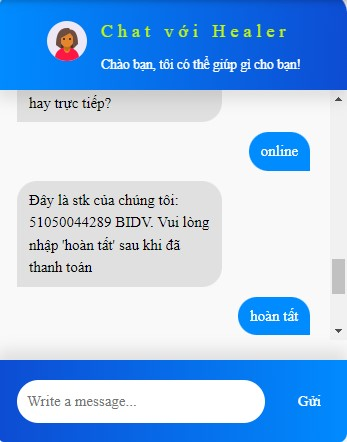 Chat với Healer
Chào bạn, tôi có thể giúp gì cho bạn!
hay trực tiếp?
online
Đây là stk của chúng tôi:
51050044289 BIDV. Vui lòng
nhập 'hoàn tất' sau khi đã
thanh toán
hoàn tất
Write a message...
Gửi